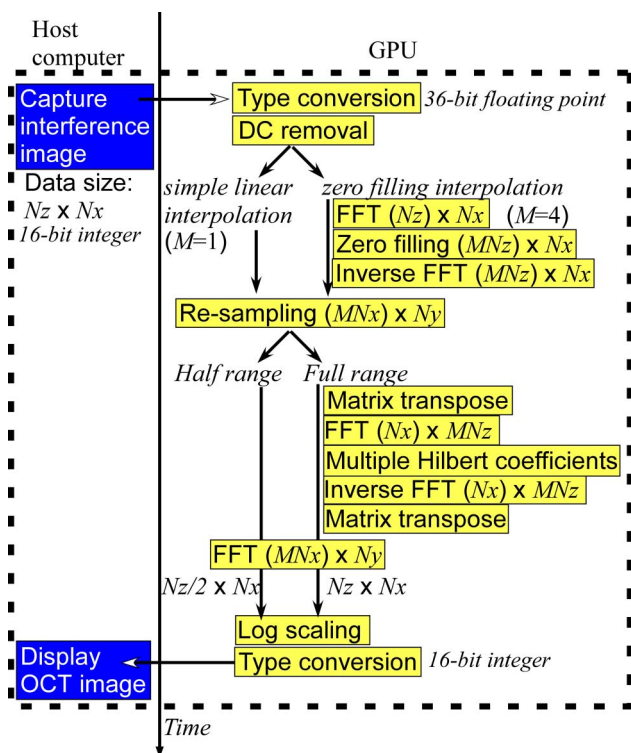 Host computer
GPU
Capture interference image
Data size:
Nz x Nx
16-bit integer
Type conversion
36-bit floating point
DC removal
simple linear interpolation
(M=1)
zero filling interpolation
FFT (Nz) x Nx
(M=4)
Zero filling (MNz) x Nx
Inverse FFT (MNz) x Nx
Re-sampling (MNx) x Ny
Half range
Full range
Matrix transpose
FFT (Nx) x MNz
Multiple Hilbert coefficients
Inverse FFT (Nx) x MNz
Matrix transpose
FFT (MNx) x Ny
Nz/2 x Nx
Nz x Nx
Log scaling
Type conversion
16-bit integer
Display OCT image
Time